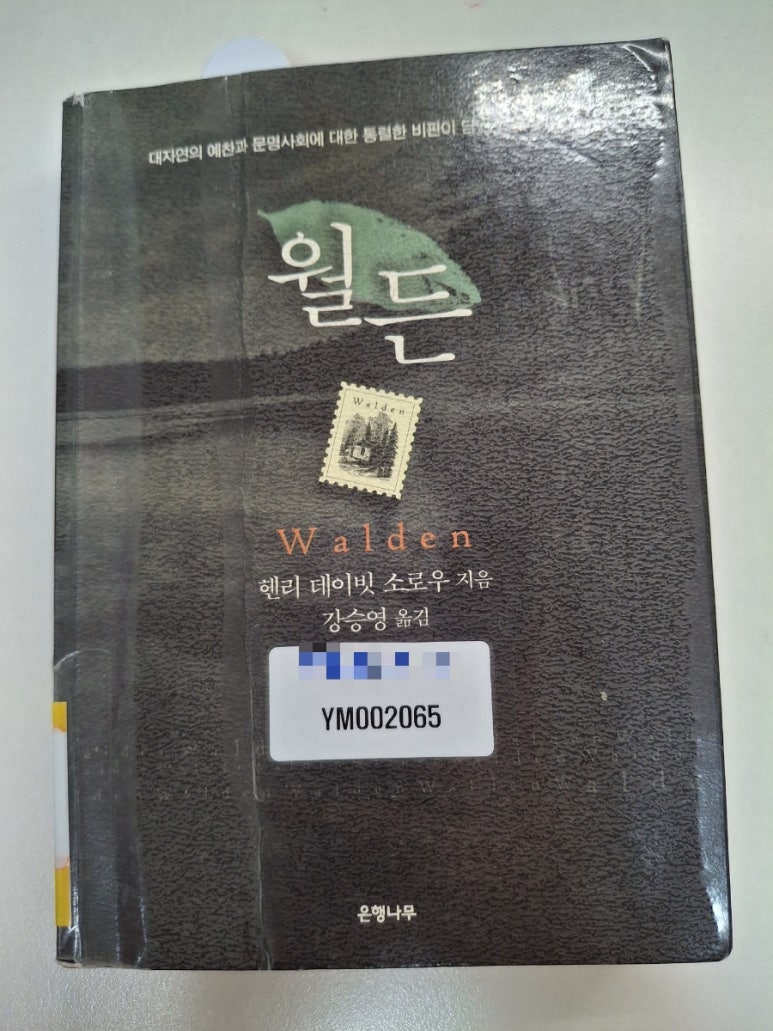 대자연의 예찬과 문명사회에 대한 통렬한 비판이
월든
Walden
Walden
헨리 데이빗 소로우 지음
강승영 옮김
YM002065
은행나무